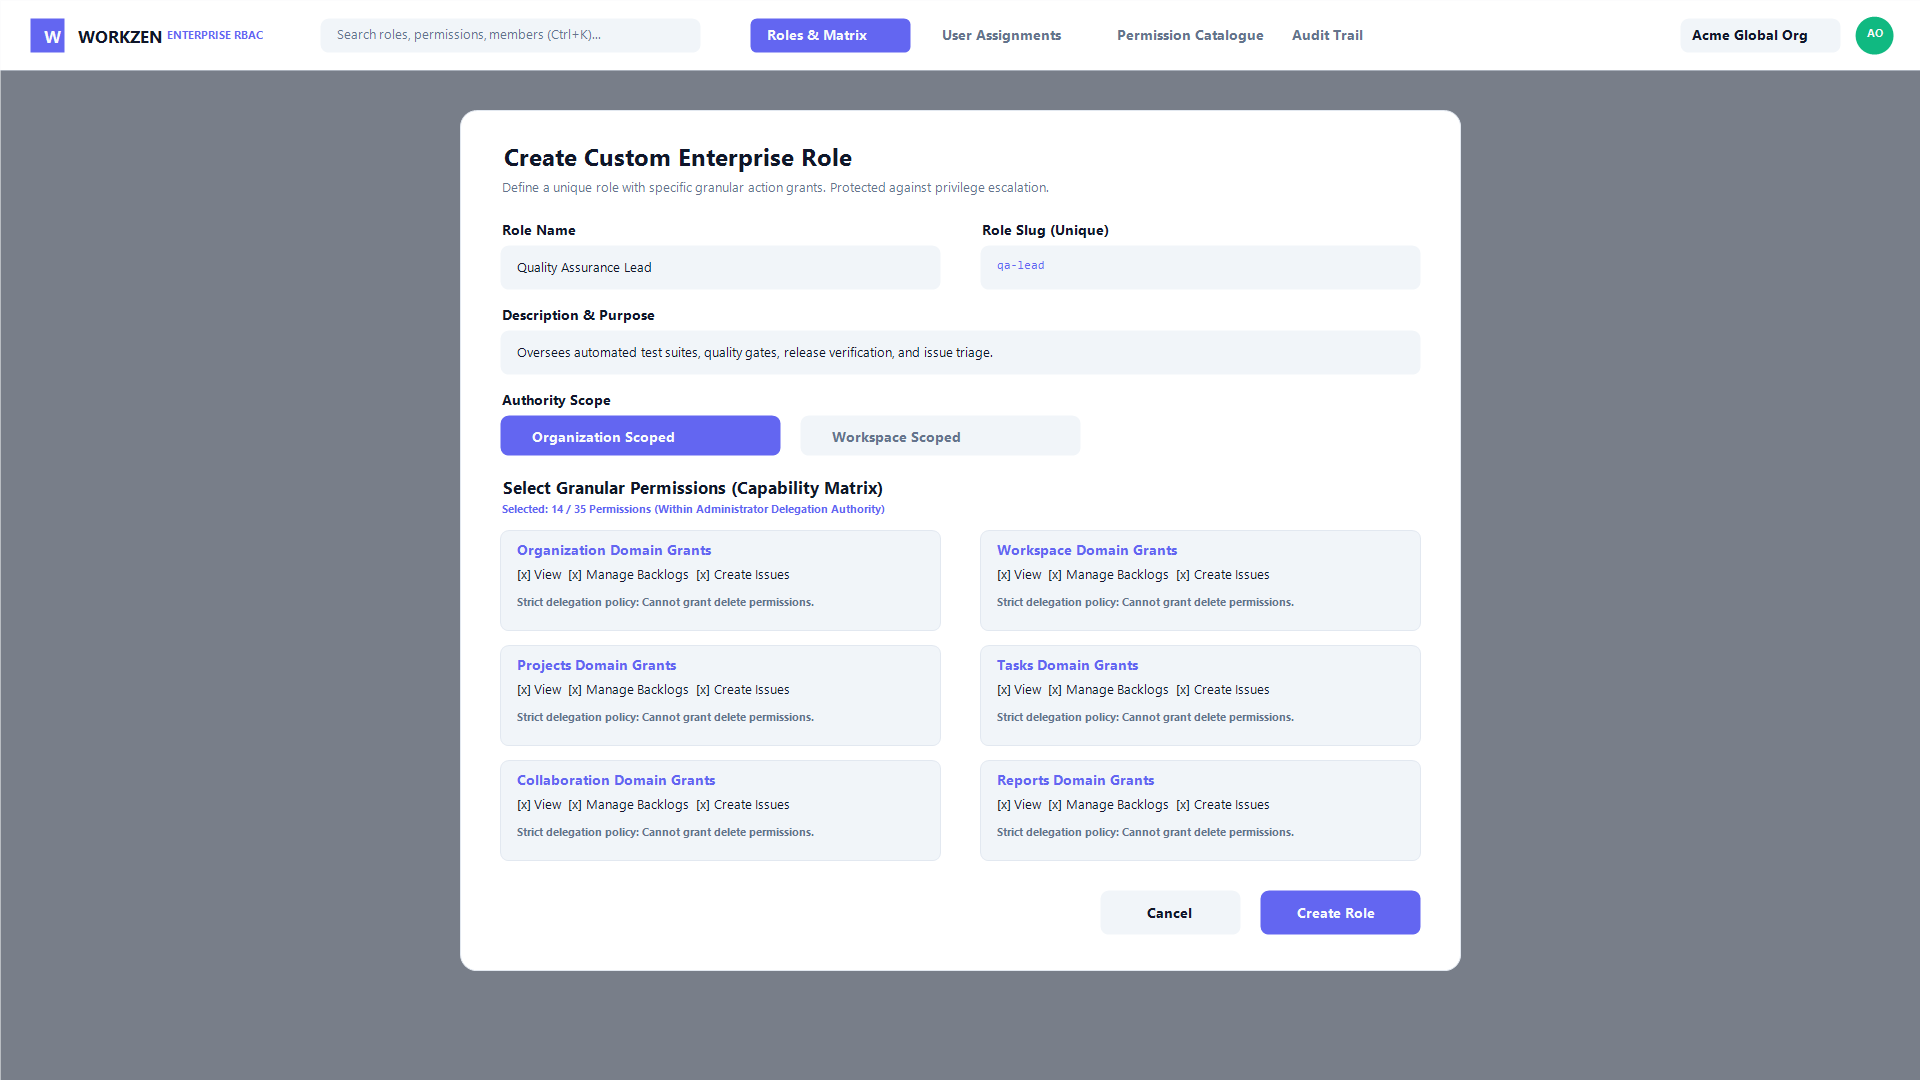 W WORKZEN ENTERPRISE RBAC
Search roles, permissions, members (Ctrl+K)...
Roles & Matrix
User Assignments
Permission Catalogue
Audit Trail
Acme Global Org
AO
Create Custom Enterprise Role
Define a unique role with specific granular action grants. Protected against privilege escalation.
Role Name
Quality Assurance Lead
Role Slug (Unique)
qa-lead
Description & Purpose
Oversees automated test suites, quality gates, release verification, and issue triage.
Authority Scope
Organization Scoped
Workspace Scoped
Select Granular Permissions (Capability Matrix)
Selected: 14 / 35 Permissions (Within Administrator Delegation Authority)
Organization Domain Grants
[x] View [x] Manage Backlogs [x] Create Issues
Strict delegation policy: Cannot grant delete permissions.
Workspace Domain Grants
[x] View [x] Manage Backlogs [x] Create Issues
Strict delegation policy: Cannot grant delete permissions.
Projects Domain Grants
[x] View [x] Manage Backlogs [x] Create Issues
Strict delegation policy: Cannot grant delete permissions.
Tasks Domain Grants
[x] View [x] Manage Backlogs [x] Create Issues
Strict delegation policy: Cannot grant delete permissions.
Collaboration Domain Grants
[x] View [x] Manage Backlogs [x] Create Issues
Strict delegation policy: Cannot grant delete permissions.
Reports Domain Grants
[x] View [x] Manage Backlogs [x] Create Issues
Strict delegation policy: Cannot grant delete permissions.
Cancel
Create Role